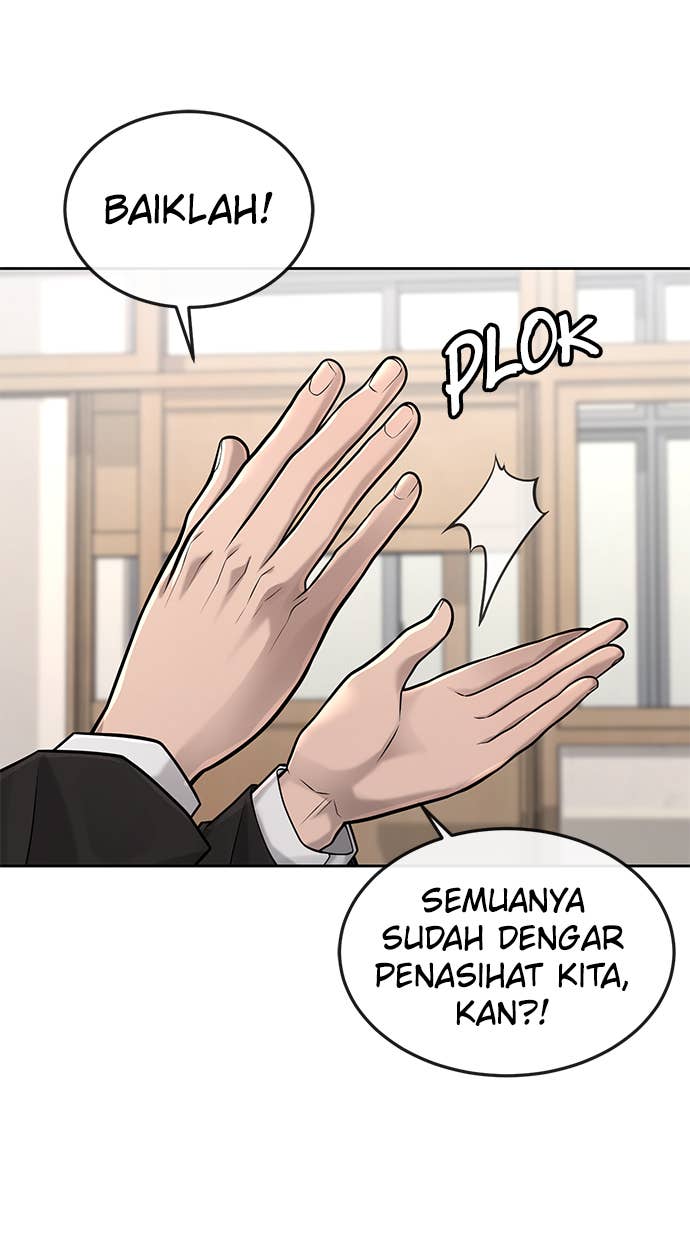 BAIKLAH!
PLOK
SEMUANYA
SUDAH DENGAR
PENASIHAT KITA,
KAN?!